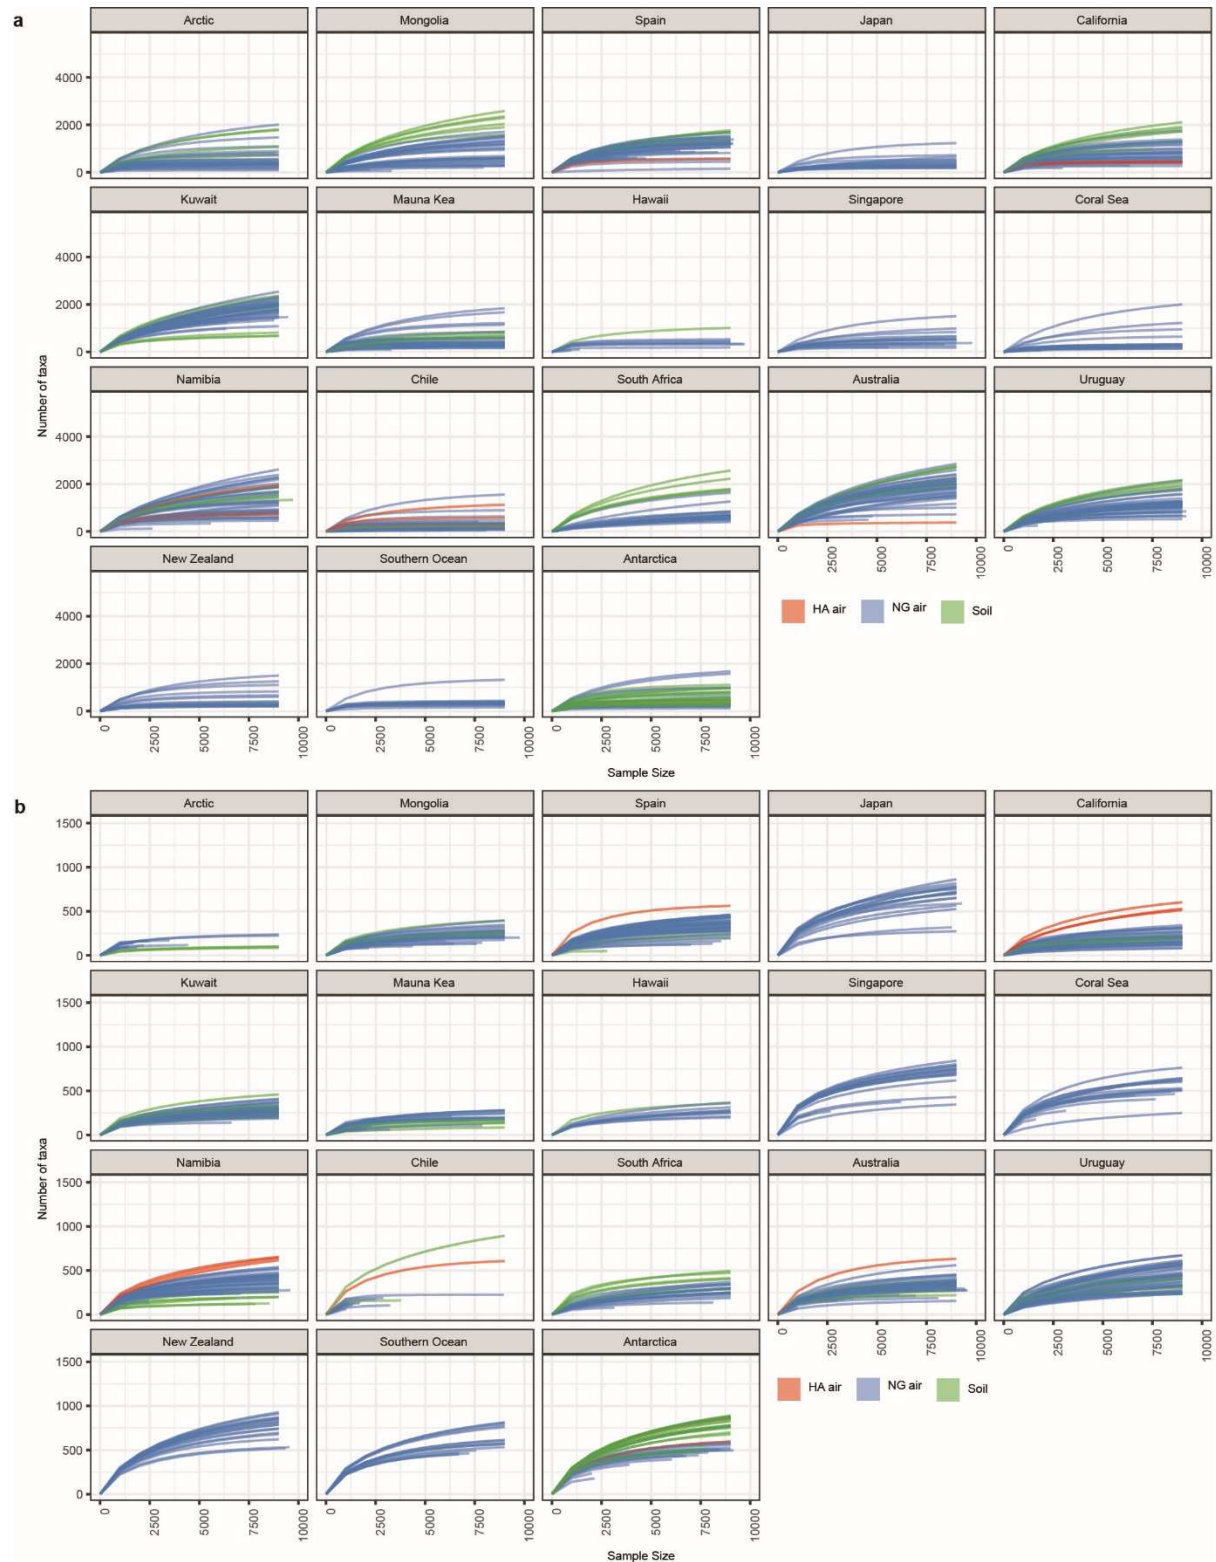 a
Arctic Mongolia Spain Japan California
4000
2000
0
Kuwait Mauna Kea Hawaii Singapore Coral Sea
4000
2000
0
Number of taxa
Namibia Chile South Africa Australia Uruguay
4000
2000
0
0 2500 5000 7500 10000 0 2500 5000 7500 10000
New Zealand Southern Ocean Antarctica
HA air NG air Soil
4000
2000
0
0 2500 5000 7500 10000 0 2500 5000 7500 10000 0 2500 5000 7500 10000
Sample Size
b
Arctic Mongolia Spain Japan California
1500
1000
500
0
Kuwait Mauna Kea Hawaii Singapore Coral Sea
1500
1000
500
0
Number of taxa
Namibia Chile South Africa Australia Uruguay
1500
1000
500
0
0 2500 5000 7500 10000 0 2500 5000 7500 10000
New Zealand Southern Ocean Antarctica
HA air NG air Soil
1500
1000
500
0
0 2500 5000 7500 10000 0 2500 5000 7500 10000 0 2500 5000 7500 10000
Sample Size